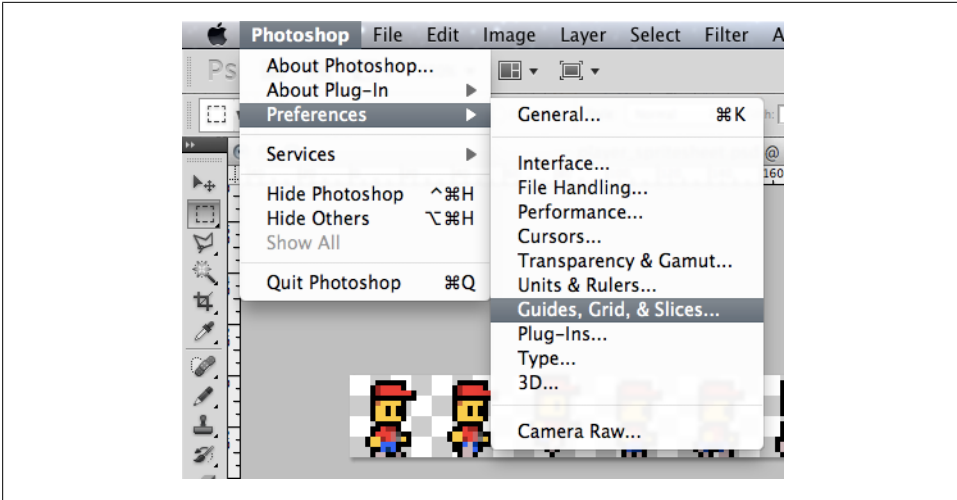 Photoshop File Edit Image Layer Select Filter A
Ps
About Photoshop...
About Plug-In
Preferences
Services
Hide Photoshop ^⌘H
Hide Others ⌥⌘H
Show All
Quit Photoshop ⌘Q
General... ⌘K
Interface...
File Handling...
Performance...
Cursors...
Transparency & Gamut...
Units & Rulers...
Guides, Grid, & Slices...
Plug-Ins...
Type...
3D...
Camera Raw...
h:
@
160